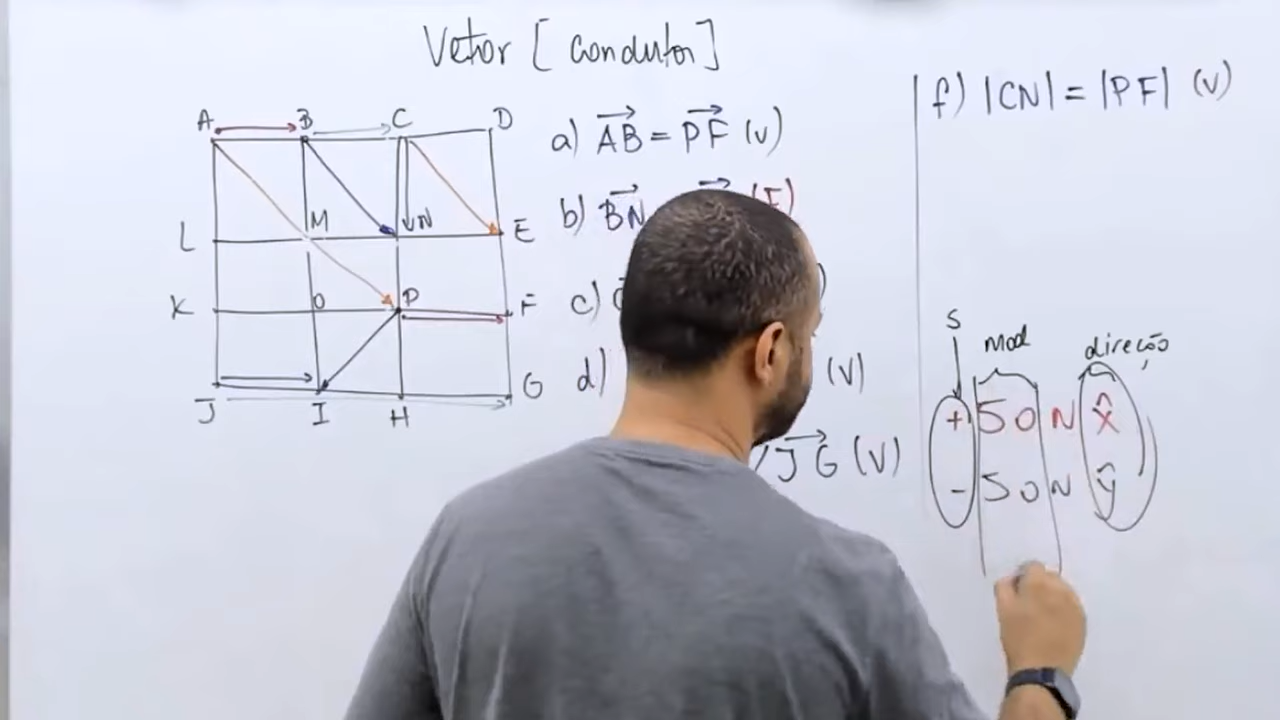 Vetor [condutor]
A B C D
L M N E
K O P F
J I H G
a) AB = PF (v)
b) BN (F)
c)
d) (V)
JG (V)
f) |CN| = |PF| (v)
S Mod direção
+ 50 N x̂
- 50 N ŷ